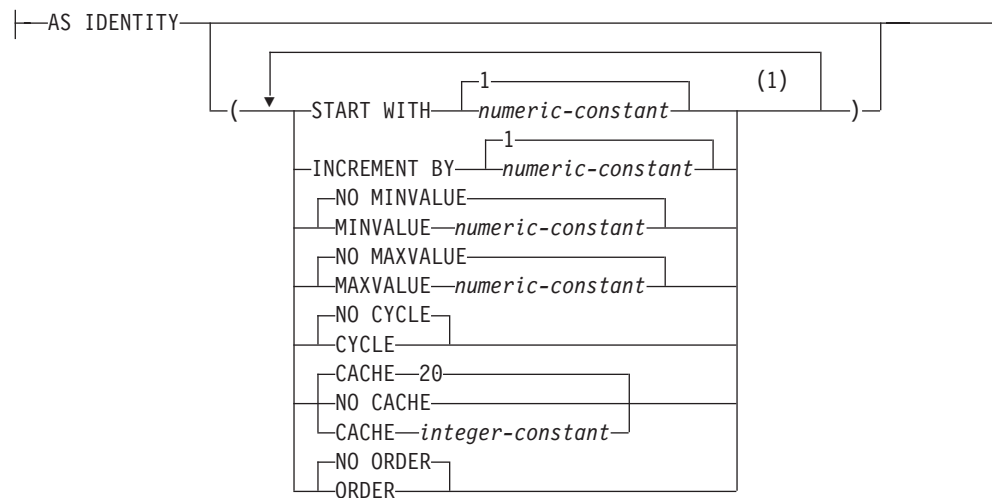 AS IDENTITY
1 (1)
( START WITH numeric-constant )
1
INCREMENT BY numeric-constant
NO MINVALUE
MINVALUE numeric-constant
NO MAXVALUE
MAXVALUE numeric-constant
NO CYCLE
CYCLE
CACHE 20
NO CACHE
CACHE integer-constant
NO ORDER
ORDER